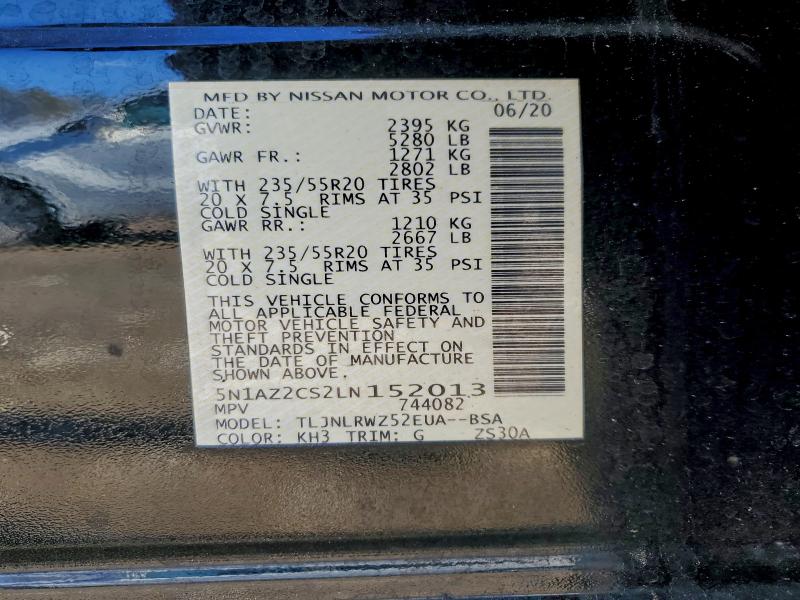 MFD BY NISSAN MOTOR CO., LTD.
DATE: 06/20
GVWR: 2395 KG
5280 LB
GAWR FR.: 1271 KG
2802 LB
WITH 235/55R20 TIRES
20 X 7.5 RIMS AT 35 PSI
COLD SINGLE
GAWR RR.: 1210 KG
2667 LB
WITH 235/55R20 TIRES
20 X 7.5 RIMS AT 35 PSI
COLD SINGLE
THIS VEHICLE CONFORMS TO
ALL APPLICABLE FEDERAL
MOTOR VEHICLE SAFETY AND
THEFT PREVENTION
STANDARDS IN EFFECT ON
THE DATE OF MANUFACTURE
SHOWN ABOVE.
5N1AZ2CS2LN152013
MPV 744082
MODEL: TLJNLRWZ52EUA--BSA
COLOR: KH3 TRIM: G ZS30A